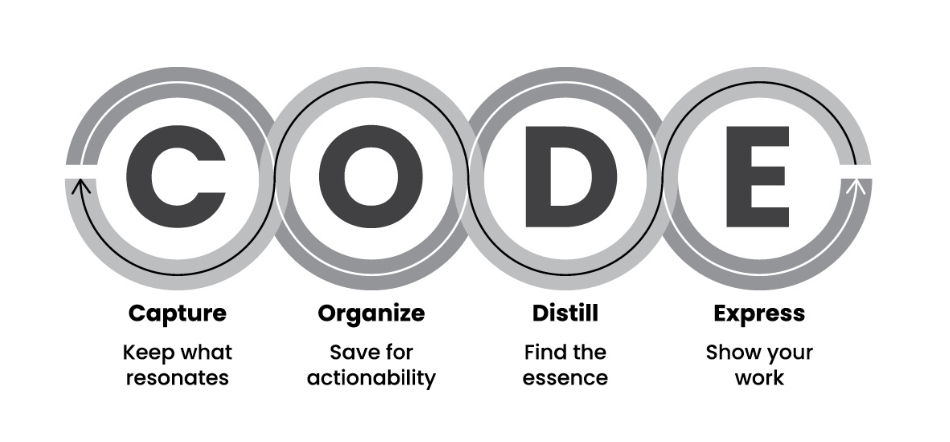 C O D E
Capture Organize Distill Express
Keep what Save for Find the Show your
resonates actionability essence work